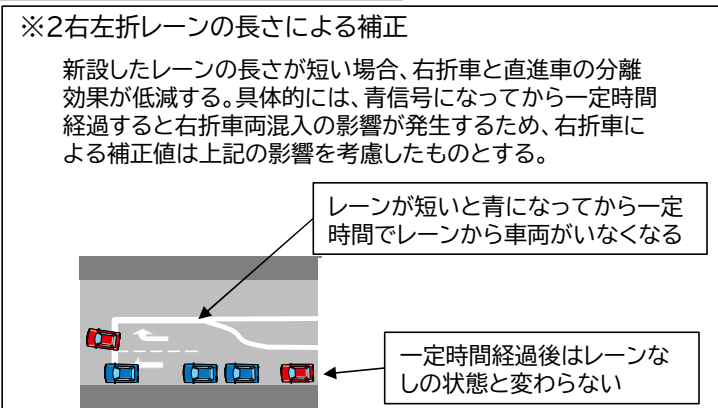 ※2右左折レーンの長さによる補正
新設したレーンの長さが短い場合、右折車と直進車の分離
効果が低減する。具体的には、青信号になってから一定時間
経過すると右折車両混入の影響が発生するため、右折車に
よる補正値は上記の影響を考慮したものとする。
レーンが短いと青になってから一定
時間でレーンから車両がいなくなる
一定時間経過後はレーンな
しの状態と変わらない